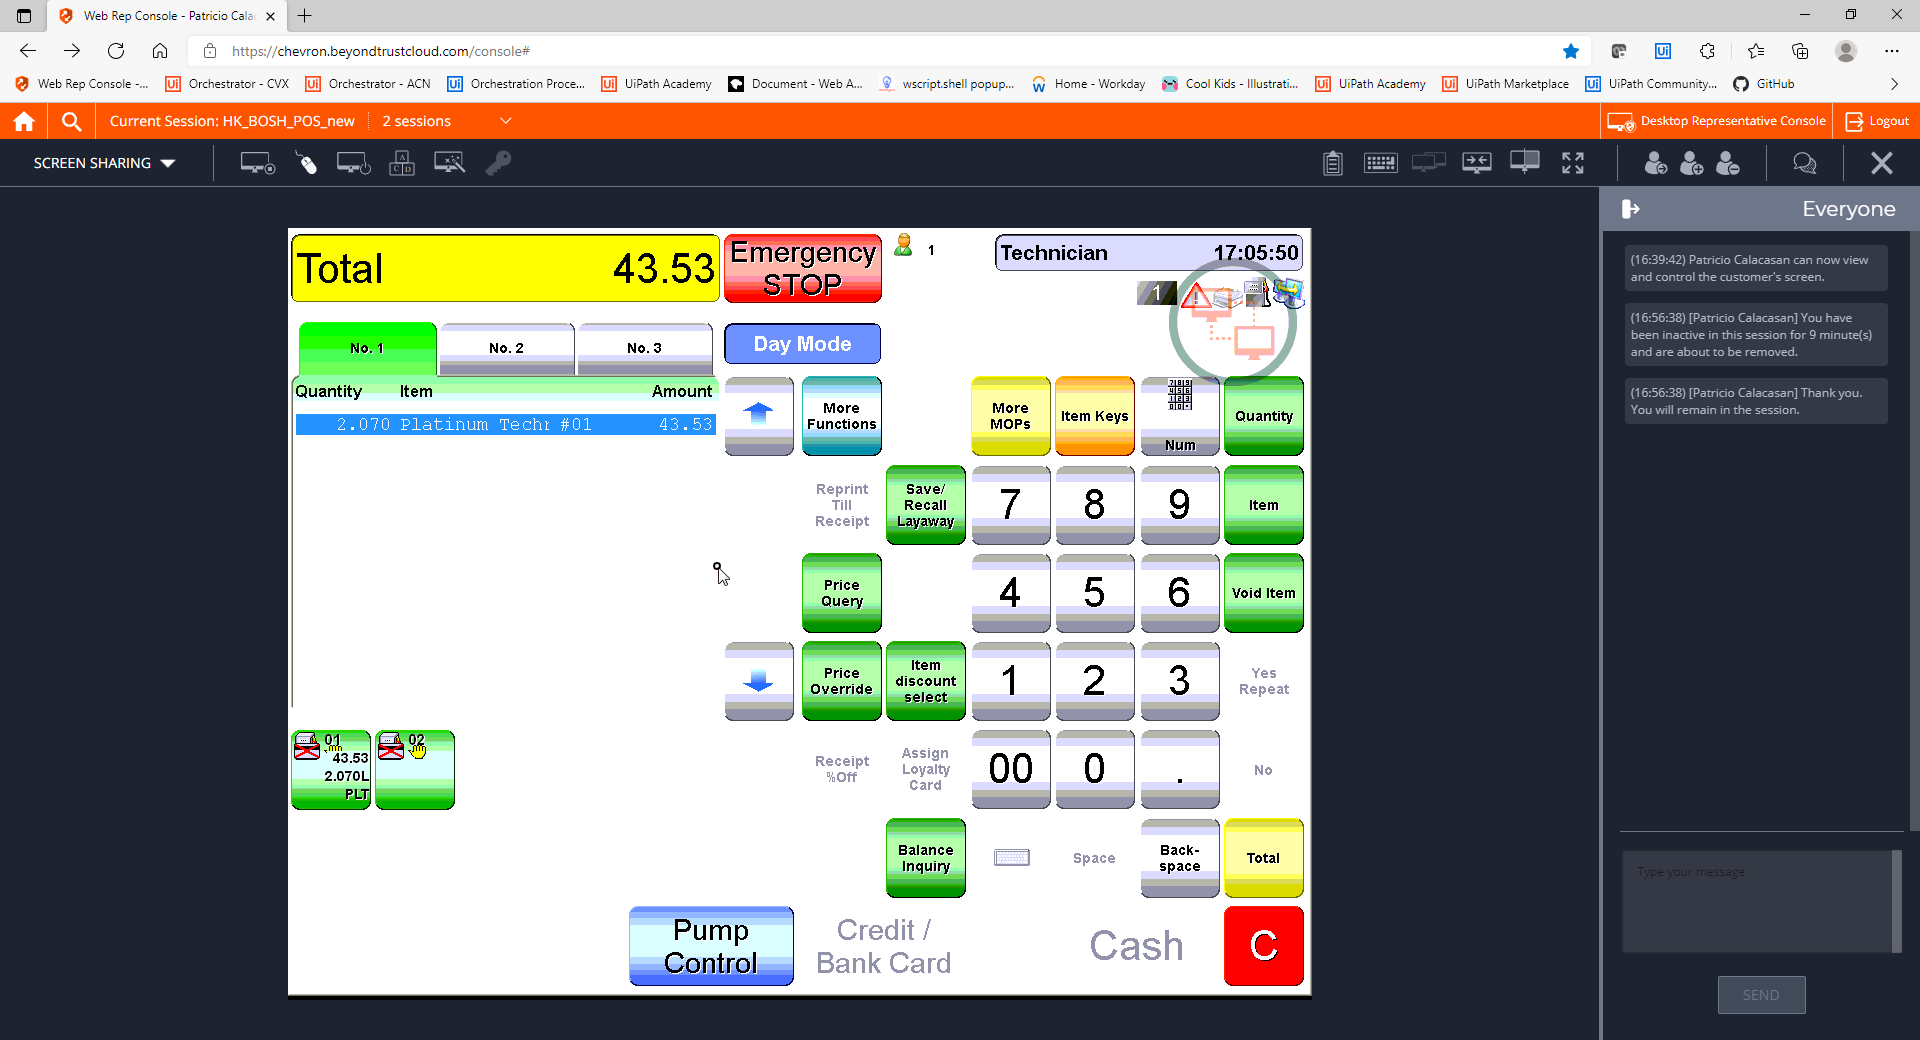 Web Rep Console - Patricio Cala
https://chevron.beyondtrustcloud.com/console#
Web Rep Console -...
Orchestrator - CVX
Orchestrator - ACN
Orchestration Proce...
UiPath Academy
Document - Web A...
wscript.shell popup...
Home - Workday
Cool Kids - Illustrati...
UiPath Academy
UiPath Marketplace
UiPath Community...
GitHub
Current Session: HK_BOSH_POS_new
2 sessions
Desktop Representative Console
Logout
SCREEN SHARING
Everyone
(16:39:42) Patricio Calacasan can now view
and control the customer's screen.
(16:56:38) [Patricio Calacasan] You have
been inactive in this session for 9 minute(s)
and are about to be removed.
(16:56:38) [Patricio Calacasan] Thank you.
You will remain in the session.
Type your message
SEND
Total 43.53
Emergency
STOP
1
Technician 17:05:50
1
No. 1
No. 2
No. 3
Day Mode
Quantity Item Amount
2.070 Platinum Techr #01 43.53
More
Functions
More
MOPs
Item Keys
Num
Quantity
Reprint
Till
Receipt
Save/
Recall
Layaway
7
8
9
Item
Price
Query
4
5
6
Void Item
Price
Override
Item
discount
select
1
2
3
Yes
Repeat
01
43.53
2.070L
PLT
02
Receipt
%Off
Assign
Loyalty
Card
00
0
.
No
Balance
Inquiry
Space
Back-
space
Total
Pump
Control
Credit /
Bank Card
Cash
C